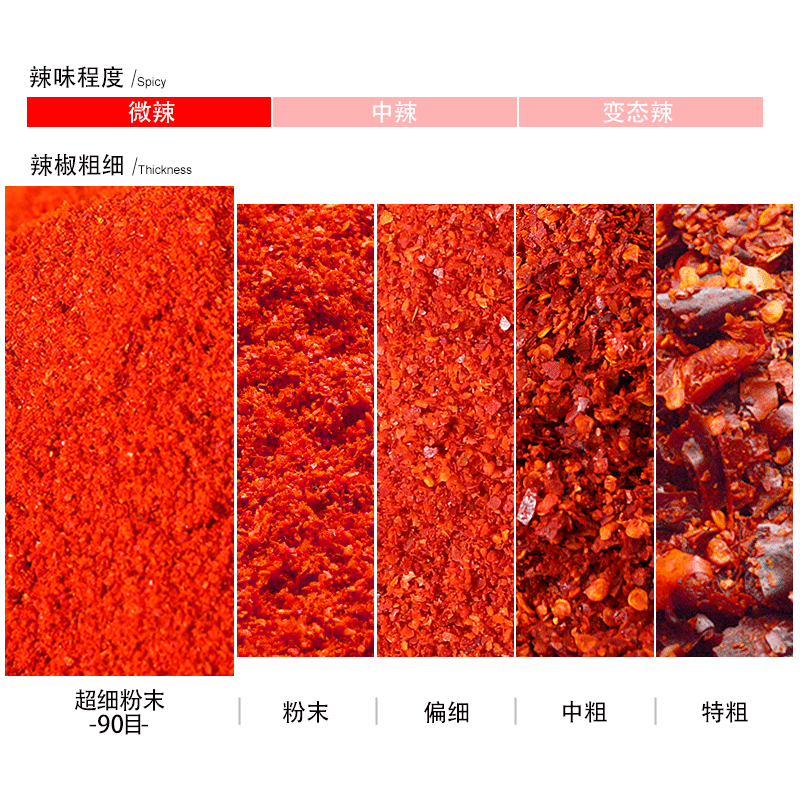 辣味程度 /Spicy
微辣 中辣 变态辣
辣椒粗细 /Thickness
超细粉末 粉末 偏细 中粗 特粗
-90目-